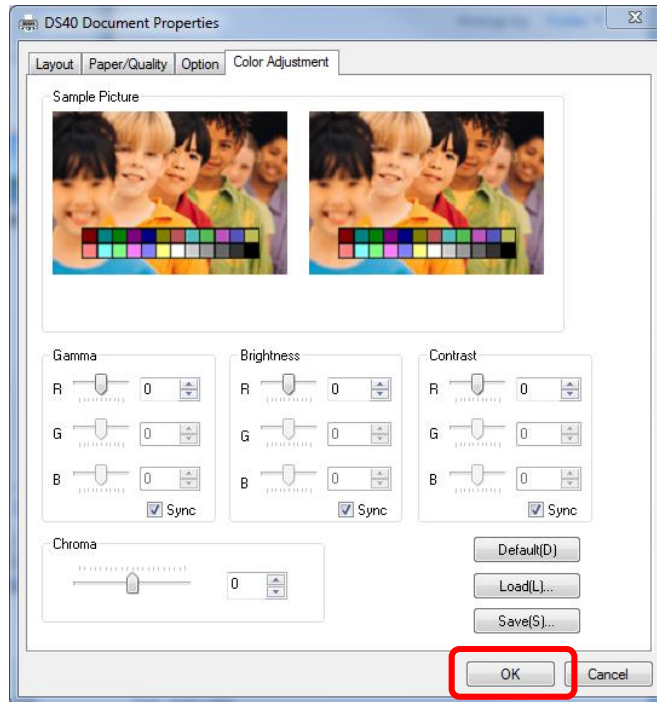 DS40 Document Properties
Layout Paper/Quality Option Color Adjustment
Sample Picture
Gamma Brightness Contrast
R 0 R 0 R 0
G 0 G 0 G 0
B 0 B 0 B 0
Sync Sync Sync
Chroma
0
Default(D)
Load(L)...
Save(S)...
OK Cancel